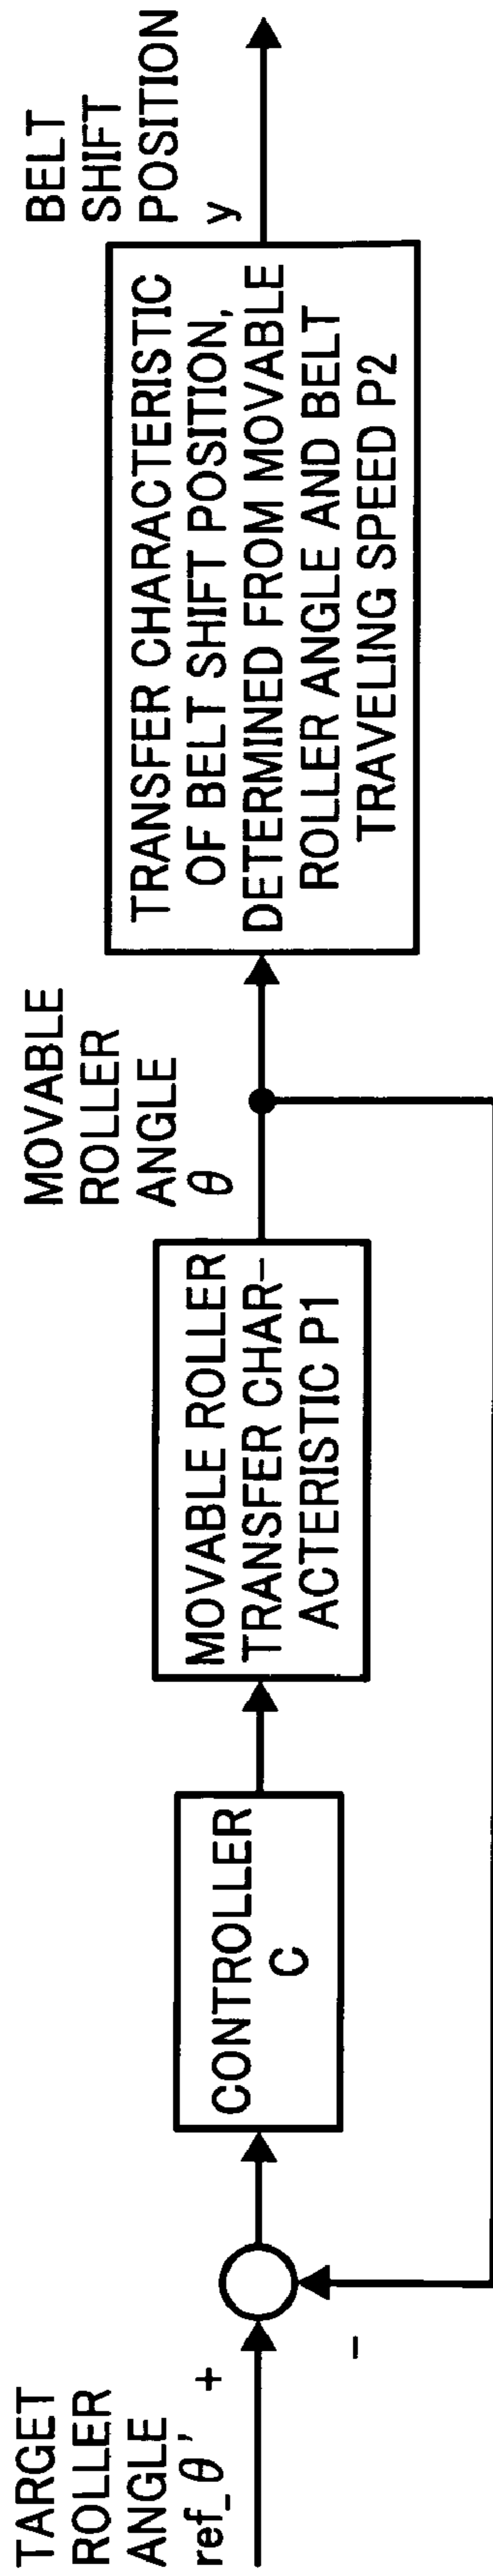 TARGET
ROLLER
ANGLE
ref_θ'
+
−
CONTROLLER
C
MOVABLE ROLLER
TRANSFER CHAR−
ACTERISTIC P1
MOVABLE
ROLLER
ANGLE
θ
TRANSFER CHARACTERISTIC
OF BELT SHIFT POSITION,
DETERMINED FROM MOVABLE
ROLLER ANGLE AND BELT
TRAVELING SPEED P2
BELT
SHIFT
POSITION
y